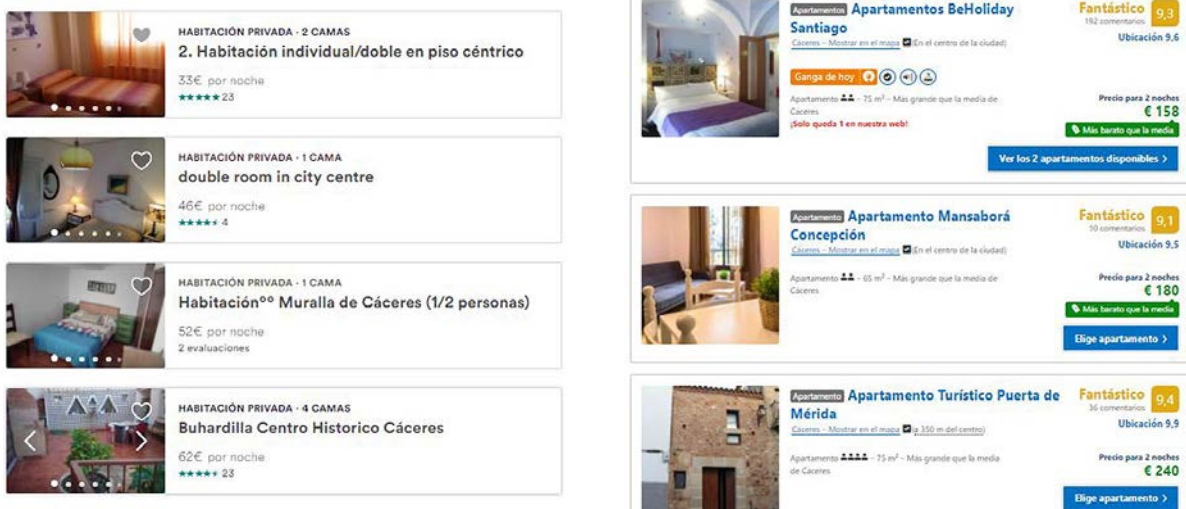 HABITACIÓN PRIVADA · 2 CAMAS
2. Habitación individual/doble en piso céntrico
33€ por noche
★★★★★ 23
HABITACIÓN PRIVADA · 1 CAMA
double room in city centre
46€ por noche
4
HABITACIÓN PRIVADA · 1 CAMA
Habitación°° Muralla de Cáceres (1/2 personas)
52€ por noche
2 evaluaciones
HABITACIÓN PRIVADA · 4 CAMAS
Buhardilla Centro Historico Cáceres
62€ por noche
23
Apartamentos Apartamentos BeHoliday
Santiago
Cáceres – Mostrar en el mapa (En el centro de la ciudad)
Fantástico 9,3
192 comentarios
Ubicación 9,6
Ganga de hoy
Apartamento – 75 m² – Más grande que la media de
Cáceres
¡Solo queda 1 en nuestra web!
Precio para 2 noches
€ 158
Más barato que la media
Ver los 2 apartamentos disponibles >
Apartamento Apartamento Mansaborá
Concepción
Cáceres – Mostrar en el mapa (En el centro de la ciudad)
Fantástico 9,1
10 comentarios
Ubicación 9,5
Apartamento – 65 m² – Más grande que la media de
Cáceres
Precio para 2 noches
€ 180
Más barato que la media
Elige apartamento >
Apartamento Apartamento Turístico Puerta de
Mérida
Cáceres – Mostrar en el mapa (a 350 m del centro)
Fantástico 9,4
36 comentarios
Ubicación 9,9
Apartamento – 75 m² – Más grande que la media
de Cáceres
Precio para 2 noches
€ 240
Elige apartamento >